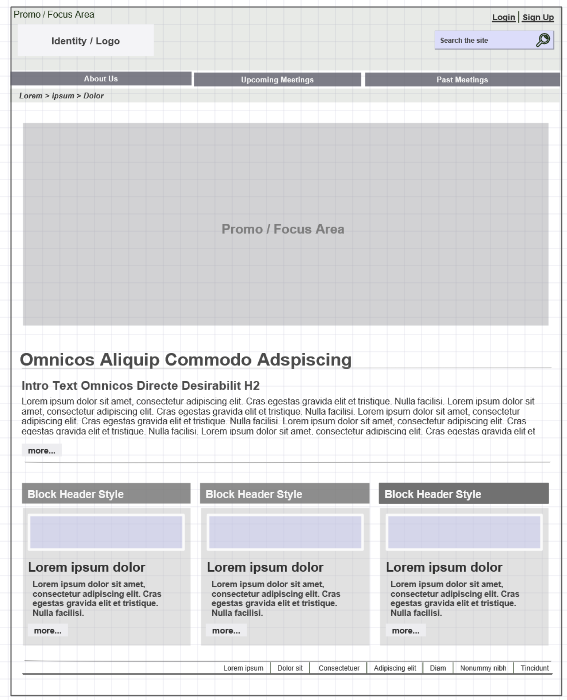 Promo / Focus Area
Login | Sign Up
Identity / Logo
Search the site
About Us
Upcoming Meetings
Past Meetings
Lorem > ipsum > Dolor
Promo / Focus Area
Omnicos Aliquip Commodo Adspiscing
Intro Text Omnicos Directe Desirabilit H2
Lorem ipsum dolor sit amet, consectetur adipiscing elit. Cras egestas gravida elit et tristique. Nulla facilisi. Lorem ipsum dolor sit
amet, consectetur adipiscing elit. Cras egestas gravida elit et tristique. Nulla facilisi. Lorem ipsum dolor sit amet, consectetur
adipiscing elit. Cras egestas gravida elit et tristique. Nulla facilisi. Lorem ipsum dolor sit amet, consectetur adipiscing elit. Cras
egestas gravida elit et tristique. Nulla facilisi. Lorem ipsum dolor sit amet, consectetur adipiscing elit. Cras egestas gravida elit et
more...
Block Header Style
Lorem ipsum dolor
Lorem ipsum dolor sit amet,
consectetur adipiscing elit. Cras
egestas gravida elit et tristique.
Nulla facilisi.
more...
Block Header Style
Lorem ipsum dolor
Lorem ipsum dolor sit amet,
consectetur adipiscing elit. Cras
egestas gravida elit et tristique.
Nulla facilisi.
more...
Block Header Style
Lorem ipsum dolor
Lorem ipsum dolor sit amet,
consectetur adipiscing elit. Cras
egestas gravida elit et tristique.
Nulla facilisi.
more...
Lorem ipsum | Dolor sit | Consectetuer | Adipiscing elit | Diam | Nonummy nibh | Tincidunt